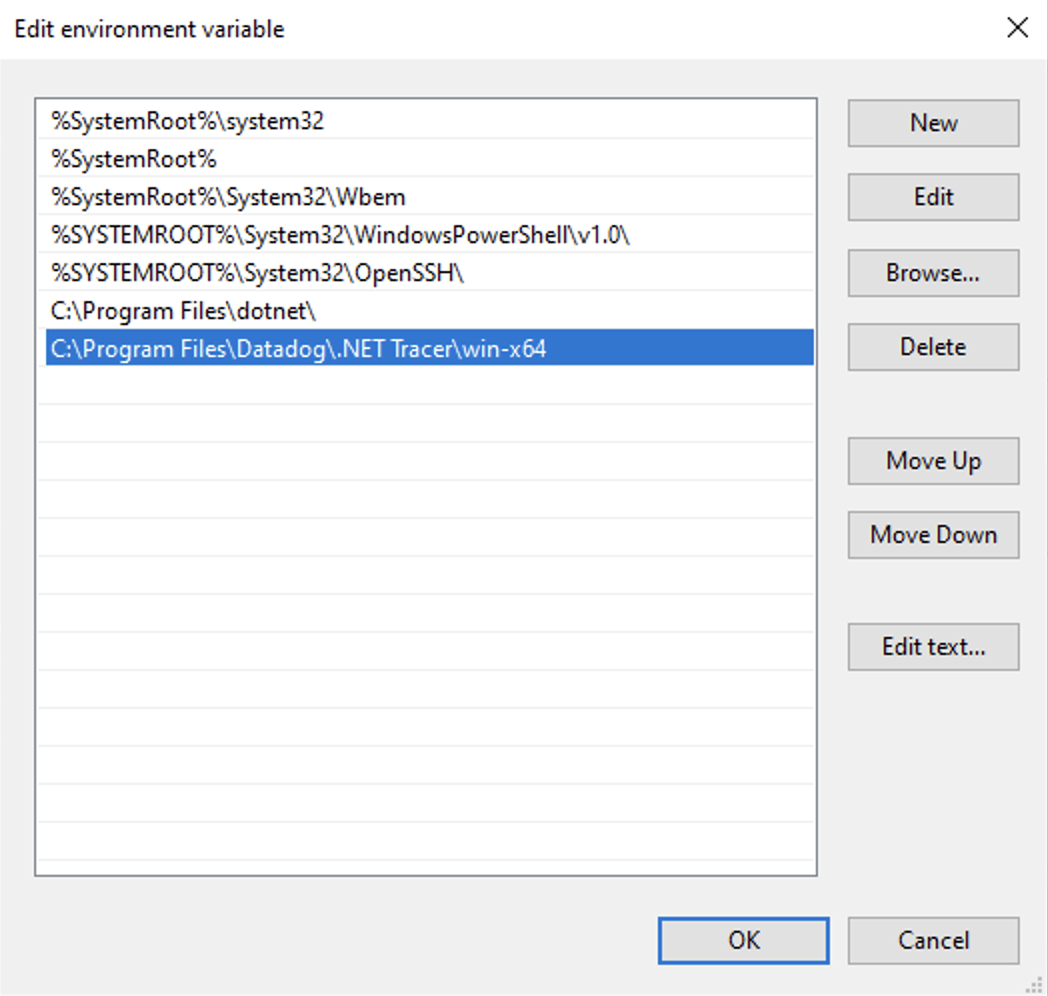 Edit environment variable
%SystemRoot%\system32
%SystemRoot%
%SystemRoot%\System32\Wbem
%SYSTEMROOT%\System32\WindowsPowerShell\v1.0\
%SYSTEMROOT%\System32\OpenSSH\
C:\Program Files\dotnet\
C:\Program Files\Datadog\.NET Tracer\win-x64
New
Edit
Browse...
Delete
Move Up
Move Down
Edit text...
OK
Cancel